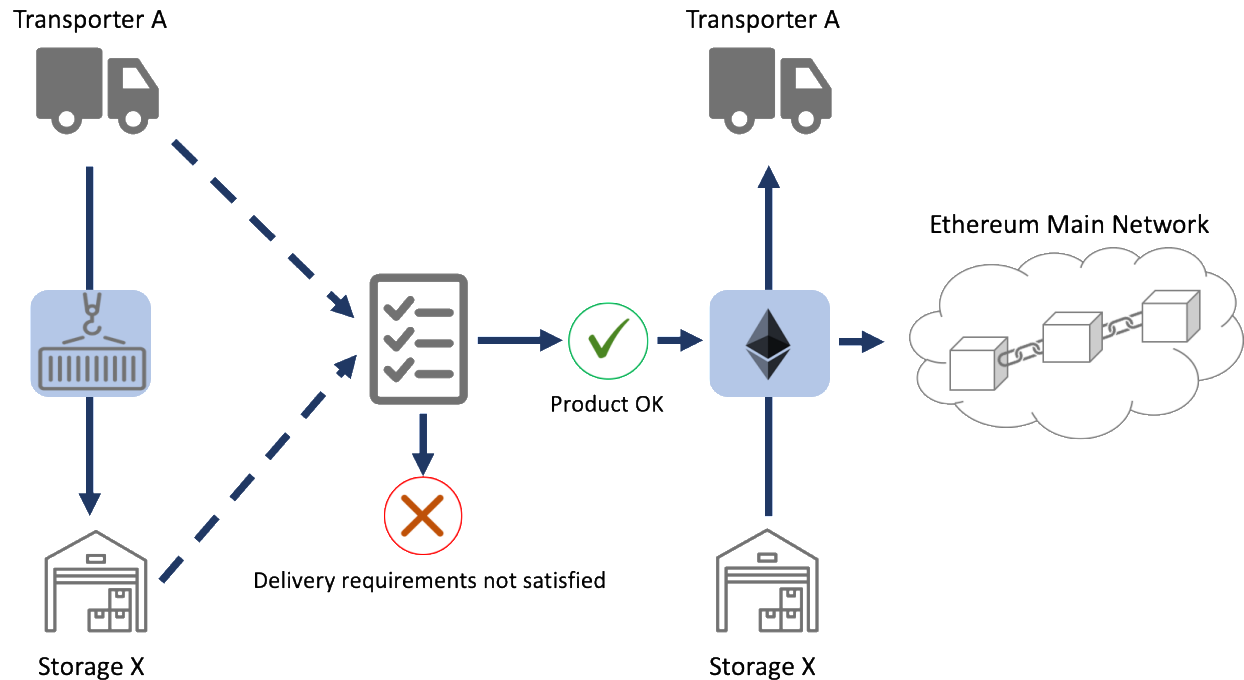 Transporter A
Transporter A
Ethereum Main Network
Product OK
Delivery requirements not satisfied
Storage X
Storage X